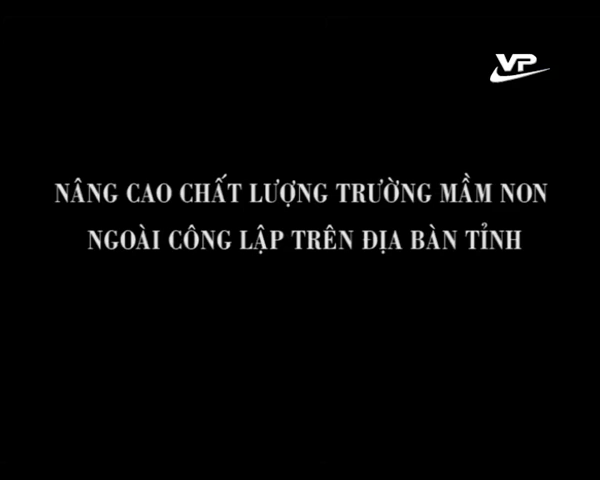 VP
NÂNG CAO CHẤT LƯỢNG TRƯỜNG MẦM NON
NGOÀI CÔNG LẬP TRÊN ĐỊA BÀN TỈNH